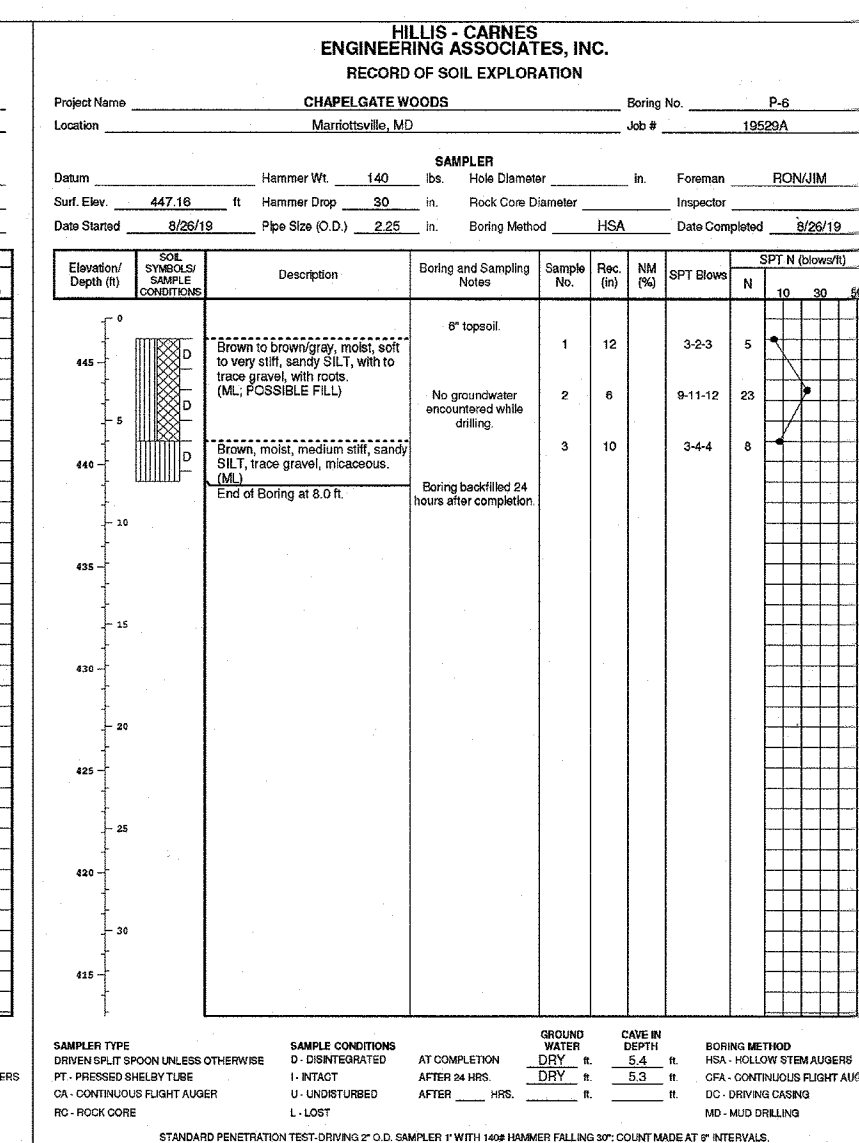 HILLIS - CARNES
ENGINEERING ASSOCIATES, INC.
RECORD OF SOIL EXPLORATION
Project Name CHAPELGATE WOODS Boring No. P-6
Location Marriottsville, MD Job # 19529A
SAMPLER
Datum Hammer Wt. 140 lbs. Hole Diameter in. Foreman RON/JIM
Surf. Elev. 447.16 ft Hammer Drop 30 in. Rock Core Diameter Inspector
Date Started 8/26/19 Pipe Size (O.D.) 2.25 in. Boring Method HSA Date Completed 8/26/19
Elevation/
Depth (ft)
SOIL
SYMBOLS/
SAMPLE
CONDITIONS
Description
Boring and Sampling
Notes
Sample
No.
Rec.
(in)
NM
(%)
SPT Blows
SPT N (blows/ft)
N
10 30 50
0
6" topsoil.
Brown to brown/gray, moist, soft
to very stiff, sandy SILT, with to
trace gravel, with roots.
(ML; POSSIBLE FILL)
D
1 12 3-2-3 5
445
No groundwater
encountered while
drilling.
D
2 6 9-11-12 23
5
Brown, moist, medium stiff, sandy
SILT, trace gravel, micaceous.
(ML)
D
3 10 3-4-4 8
440
End of Boring at 8.0 ft.
Boring backfilled 24
hours after completion.
10
435
15
430
20
425
25
420
30
415
GROUND
WATER
CAVE IN
DEPTH
SAMPLER TYPE SAMPLE CONDITIONS BORING METHOD
DRIVEN SPLIT SPOON UNLESS OTHERWISE D - DISINTEGRATED AT COMPLETION DRY ft. 5.4 ft. HSA - HOLLOW STEM AUGERS
ERS PT - PRESSED SHELBY TUBE I - INTACT AFTER 24 HRS. DRY ft. 5.3 ft. CFA - CONTINUOUS FLIGHT AUG
CA - CONTINUOUS FLIGHT AUGER U - UNDISTURBED AFTER HRS. ft. ft. DC - DRIVING CASING
RC - ROCK CORE L - LOST MD - MUD DRILLING
STANDARD PENETRATION TEST-DRIVING 2" O.D. SAMPLER 1' WITH 140# HAMMER FALLING 30"; COUNT MADE AT 6" INTERVALS.